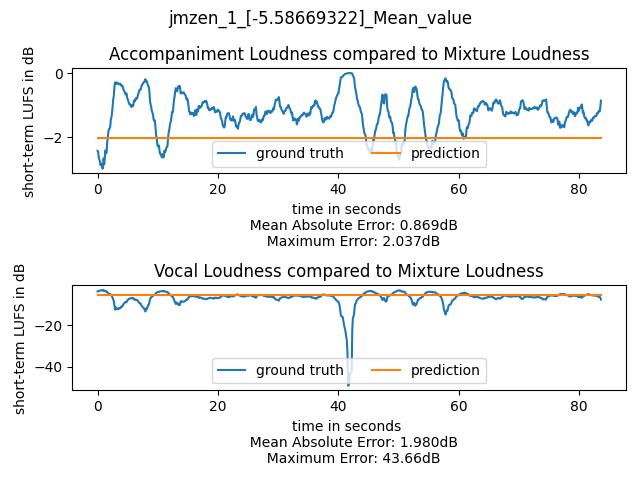 jmzen_1_[-5.58669322]_Mean_value
Accompaniment Loudness compared to Mixture Loudness
short-term LUFS in dB
0
−2
ground truth
prediction
0
20
40
60
80
time in seconds
Mean Absolute Error: 0.869dB
Maximum Error: 2.037dB
Vocal Loudness compared to Mixture Loudness
short-term LUFS in dB
−20
−40
ground truth
prediction
0
20
40
60
80
time in seconds
Mean Absolute Error: 1.980dB
Maximum Error: 43.66dB